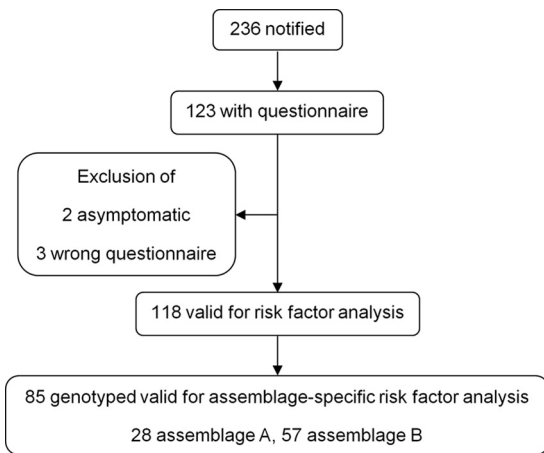 236 notified
123 with questionnaire
Exclusion of
2 asymptomatic
3 wrong questionnaire
118 valid for risk factor analysis
85 genotyped valid for assemblage-specific risk factor analysis
28 assemblage A, 57 assemblage B